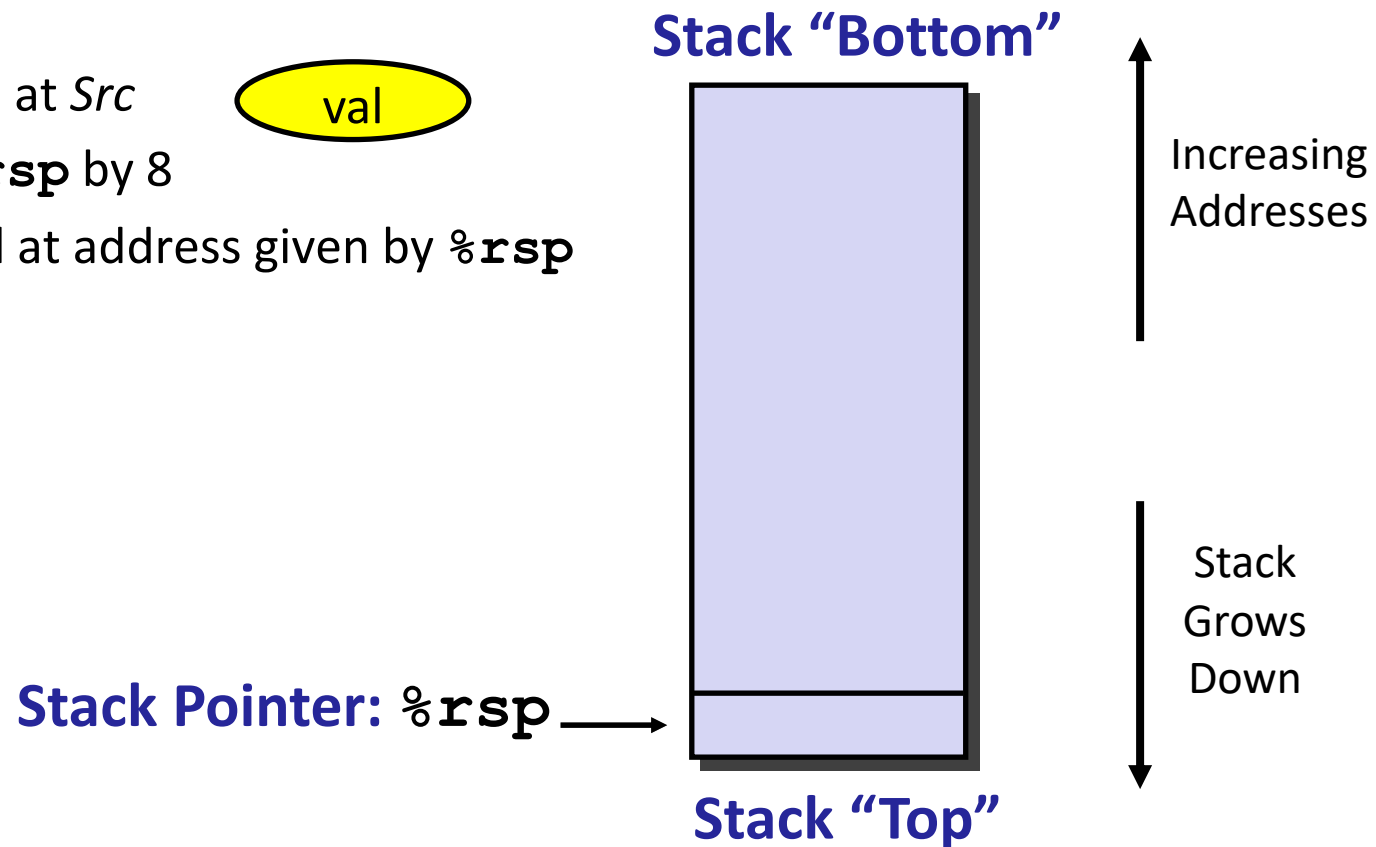 Stack “Bottom”
at Src
val
rsp by 8
at address given by %rsp
Increasing
Addresses
Stack
Grows
Down
Stack Pointer: %rsp
Stack “Top”